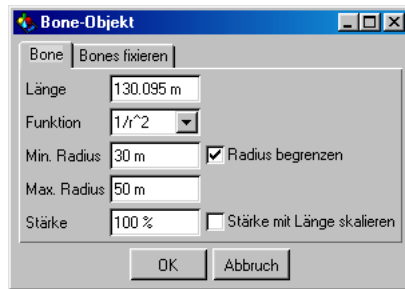 Bone-Objekt
Bone Bones fixieren
Länge 130.095 m
Funktion 1/r^2
Min. Radius 30 m Radius begrenzen
Max. Radius 50 m
Stärke 100 % Stärke mit Länge skalieren
OK Abbruch